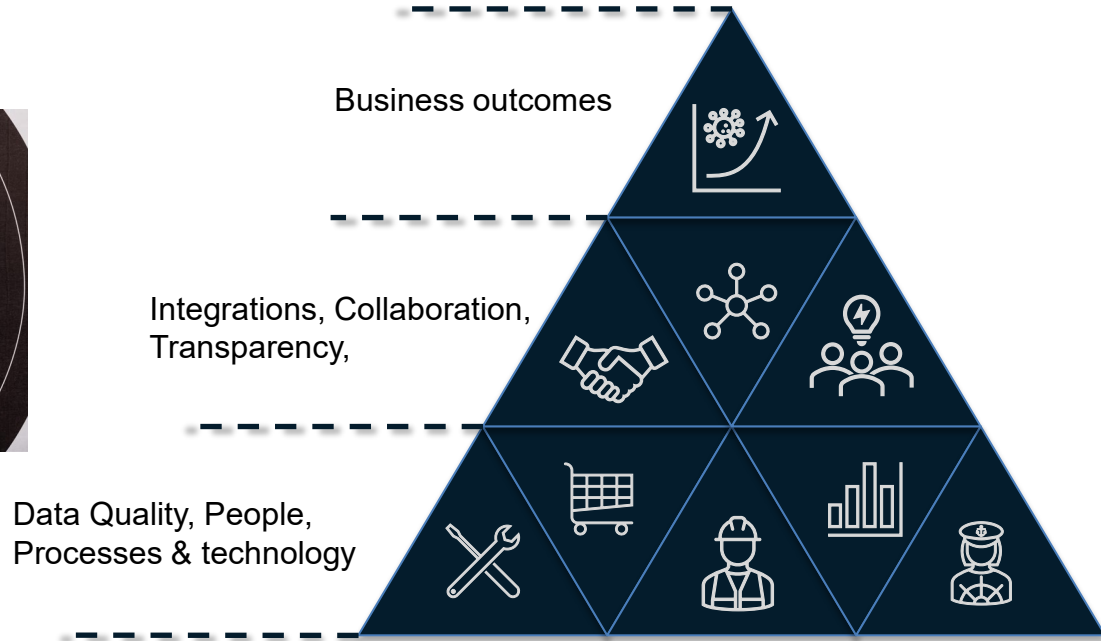 Business outcomes
Integrations, Collaboration,
Transparency,
Data Quality, People,
Processes & technology